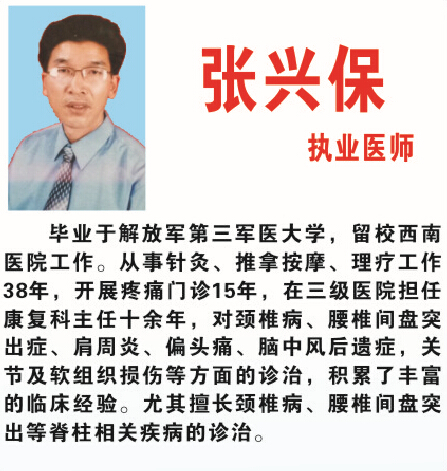 张兴保
执业医师
毕业于解放军第三军医大学，留校西南
医院工作。从事针灸、推拿按摩、理疗工作
38年，开展疼痛门诊15年，在三级医院担任
康复科主任十余年，对颈椎病、腰椎间盘突
出症、肩周炎、偏头痛、脑中风后遗症，关
节及软组织损伤等方面的诊治，积累了丰富
的临床经验。尤其擅长颈椎病、腰椎间盘突
出等脊柱相关疾病的诊治。